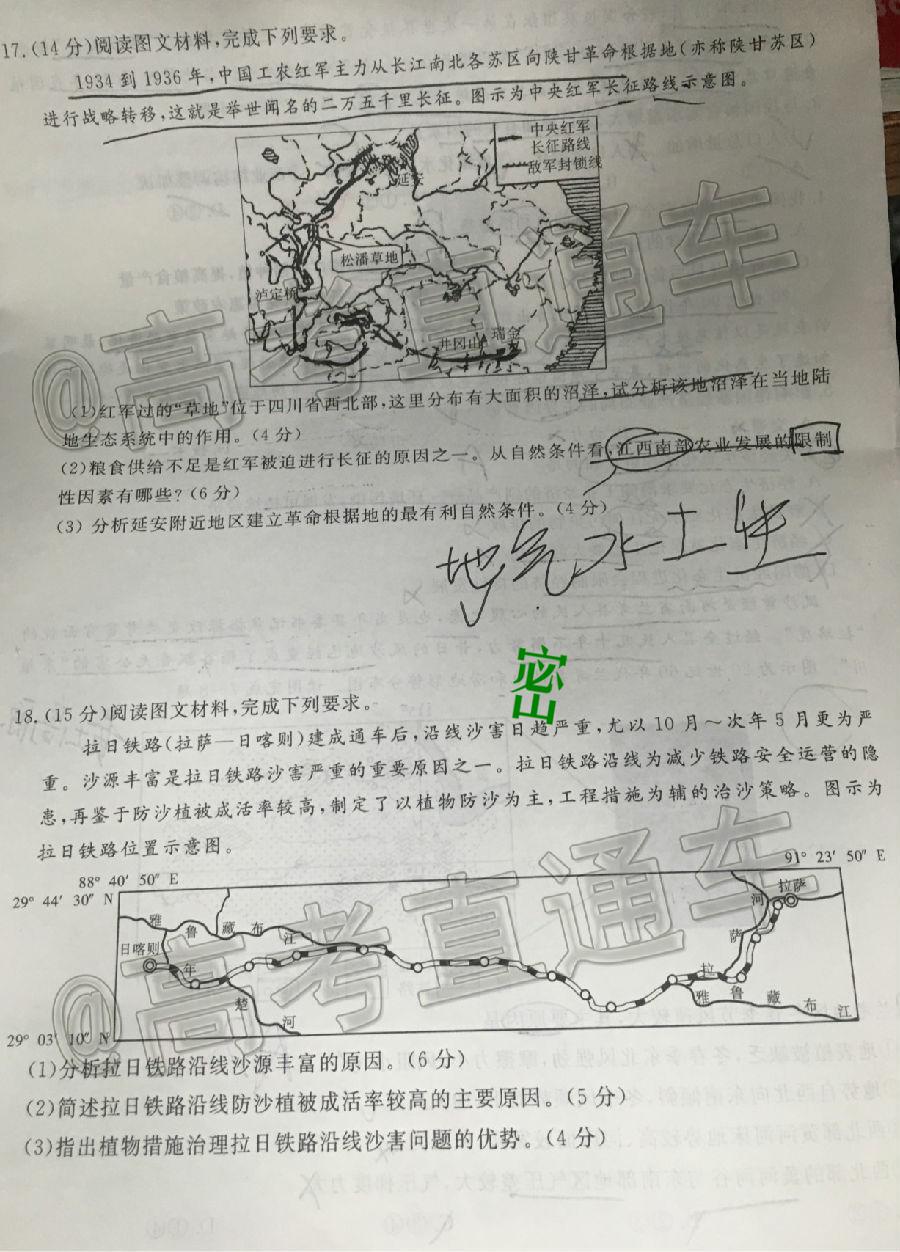 17.(14分)阅读图文材料,完成下列要求。
1934到1936年,中国工农红军主力从长江南北各苏区向陕甘革命根据地(亦称陕甘苏区)
进行战略转移,这就是举世闻名的二万五千里长征。图示为中央红军长征路线示意图。
中央红军
长征路线
敌军封锁线
延安
松潘草地
泸定桥
井冈山
瑞金
(1)红军过的“草地”位于四川省西北部,这里分布有大面积的沼泽,试分析该地沼泽在当地陆
地生态系统中的作用。(4分)
(2)粮食供给不足是红军被迫进行长征的原因之一。从自然条件看,江西南部农业发展的限制
性因素有哪些?(6分)
(3)分析延安附近地区建立革命根据地的最有利自然条件。(4分)
地气水土生
密
18.(15分)阅读图文材料,完成下列要求。
拉日铁路(拉萨—日喀则)建成通车后,沿线沙害日趋严重,尤以10月~次年5月更为严
重。沙源丰富是拉日铁路沙害严重的重要原因之一。拉日铁路沿线为减少铁路安全运营的隐
患,再鉴于防沙植被成活率较高,制定了以植物防沙为主,工程措施为辅的治沙策略。图示为
拉日铁路位置示意图。
88° 40′ 50″ E
91° 23′ 50″ E
29° 44′ 30″ N
拉萨
河
雅鲁藏布江
萨
日喀则
年
拉
楚
雅鲁藏布江
河
29° 03′ 10″ N
(1)分析拉日铁路沿线沙源丰富的原因。(6分)
(2)简述拉日铁路沿线防沙植被成活率较高的主要原因。(5分)
(3)指出植物措施治理拉日铁路沿线沙害问题的优势。(4分)
@高考直通车
@高考直通车